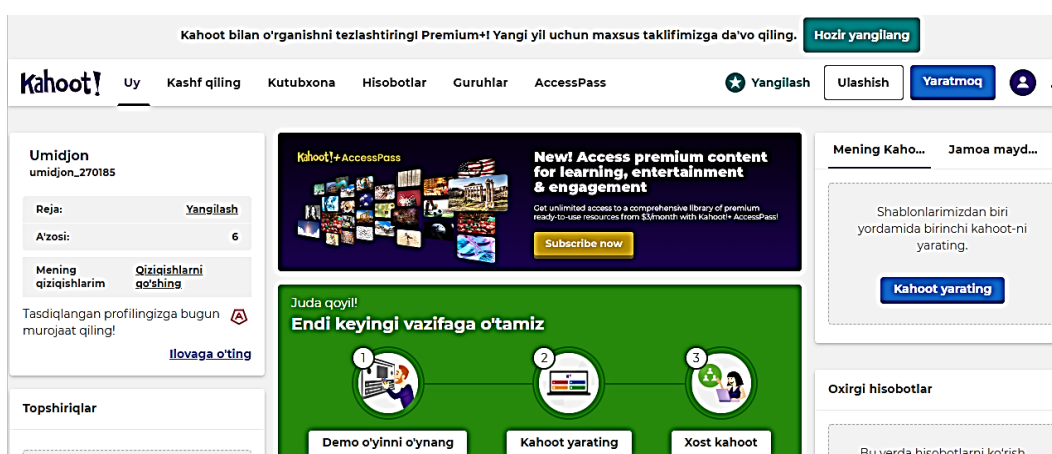 Kahoot bilan o'rganishni tezlashtiring! Premium+! Yangi yil uchun maxsus taklifimizga da'vo qiling. Hozir yangilang
Kahoot! Uy Kashf qiling Kutubxona Hisobotlar Guruhlar AccessPass Yangilash Ulashish Yaratmoq
Umidjon
umidjon_270185
Reja: Yangilash
A'zosi: 6
Mening qiziqishlarim
Qiziqishlarni qo'shing
Tasdiqlangan profilingizga bugun
murojaat qiling!
Ilovaga o'ting
Topshiriqlar
Kahoot!+AccessPass
New! Access premium content
for learning, entertainment
& engagement
Get unlimited access to a comprehensive library of premium
ready-to-use resources from $3/month with Kahoot!+ AccessPass!
Subscribe now
Juda qoyil!
Endi keyingi vazifaga o'tamiz
1 2 3
Demo o'yinni o'ynang Kahoot yarating Xost kahoot
Mening Kaho... Jamoa mayd...
Shablonlarimizdan biri
yordamida birinchi kahoot-ni
yarating.
Kahoot yarating
Oxirgi hisobotlar
Bu yerda hisobotlarni ko'rish